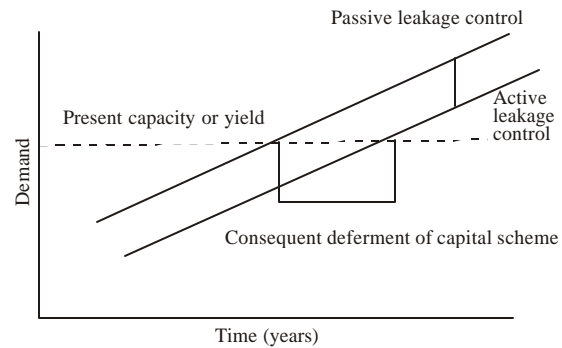 Passive leakage control
Present capacity or yield
Active
leakage
control
Demand
Consequent deferment of capital scheme
Time (years)